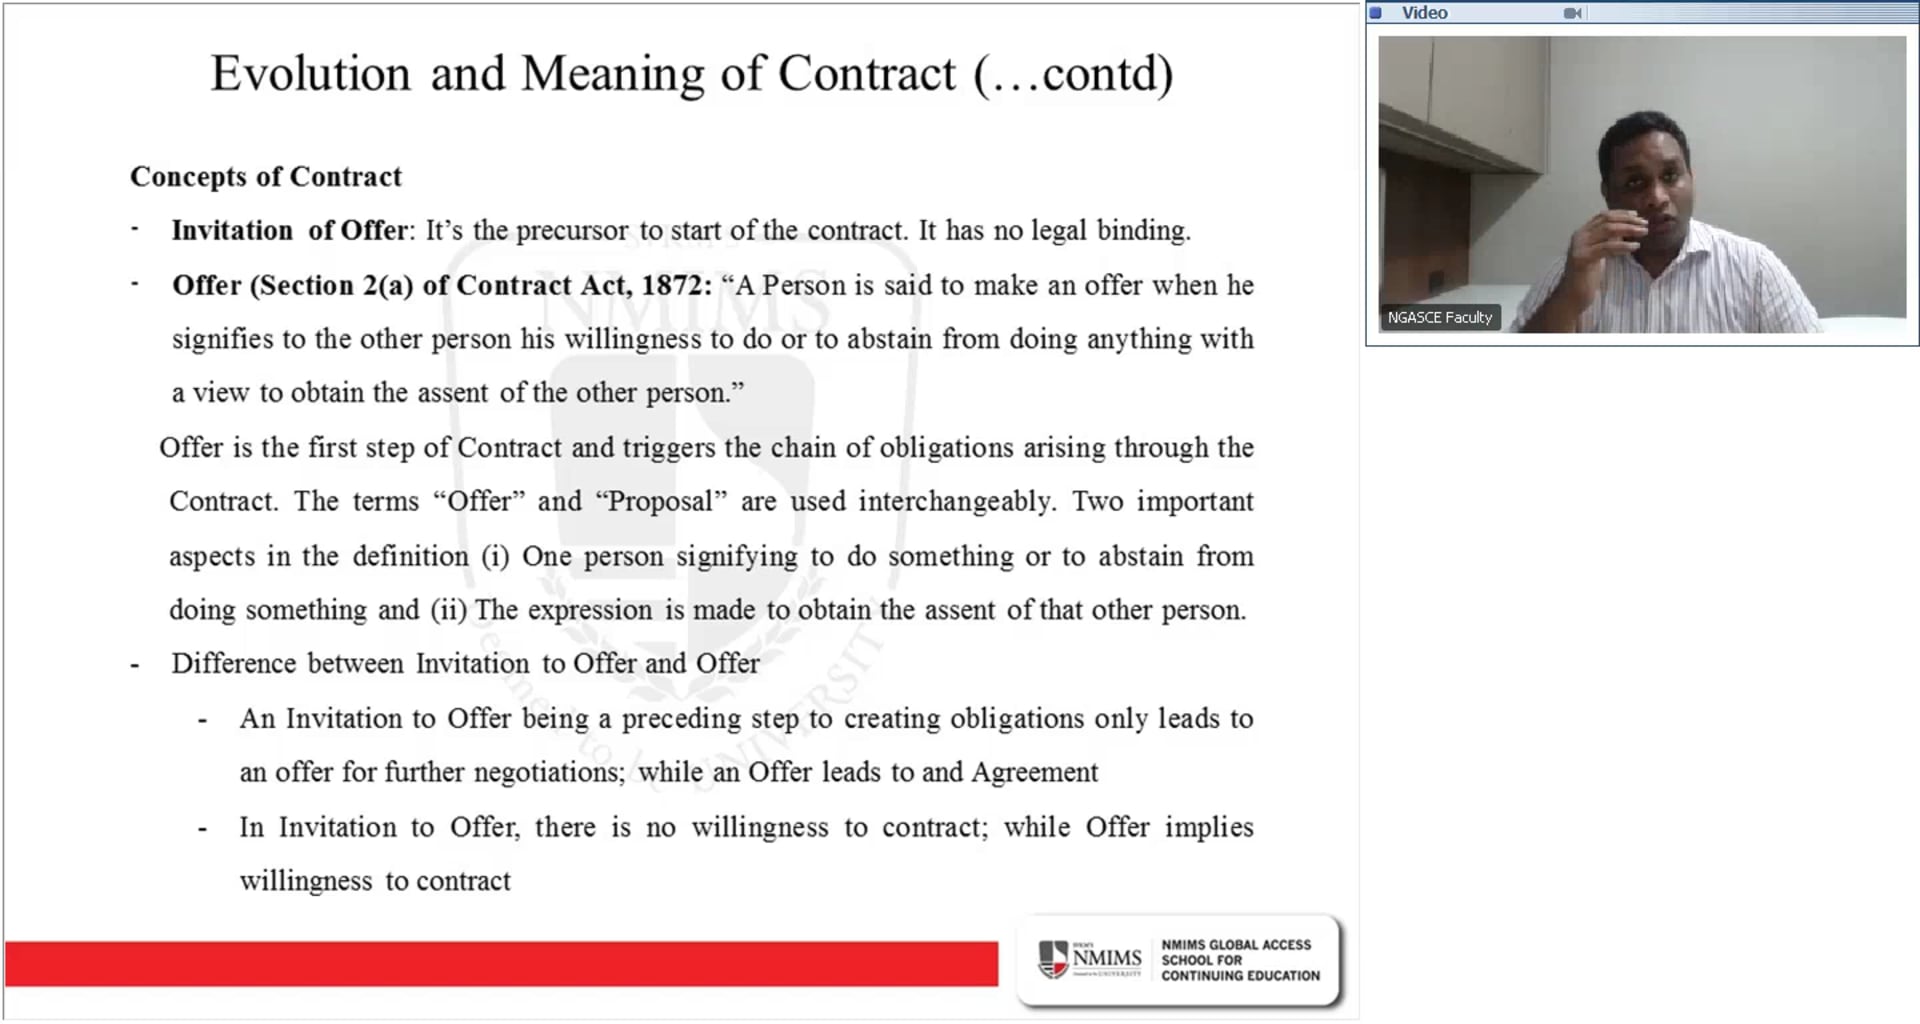 Evolution and Meaning of Contract (…contd)
Concepts of Contract
- Invitation of Offer: It’s the precursor to start of the contract. It has no legal binding.
- Offer (Section 2(a) of Contract Act, 1872: “A Person is said to make an offer when he
signifies to the other person his willingness to do or to abstain from doing anything with
a view to obtain the assent of the other person.”
Offer is the first step of Contract and triggers the chain of obligations arising through the
Contract. The terms “Offer” and “Proposal” are used interchangeably. Two important
aspects in the definition (i) One person signifying to do something or to abstain from
doing something and (ii) The expression is made to obtain the assent of that other person.
- Difference between Invitation to Offer and Offer
- An Invitation to Offer being a preceding step to creating obligations only leads to
an offer for further negotiations; while an Offer leads to and Agreement
- In Invitation to Offer, there is no willingness to contract; while Offer implies
willingness to contract
NMIMS
UNIVERSITY
NMIMS
NMIMS GLOBAL ACCESS
SCHOOL FOR
CONTINUING EDUCATION
Video
NGASCE Faculty